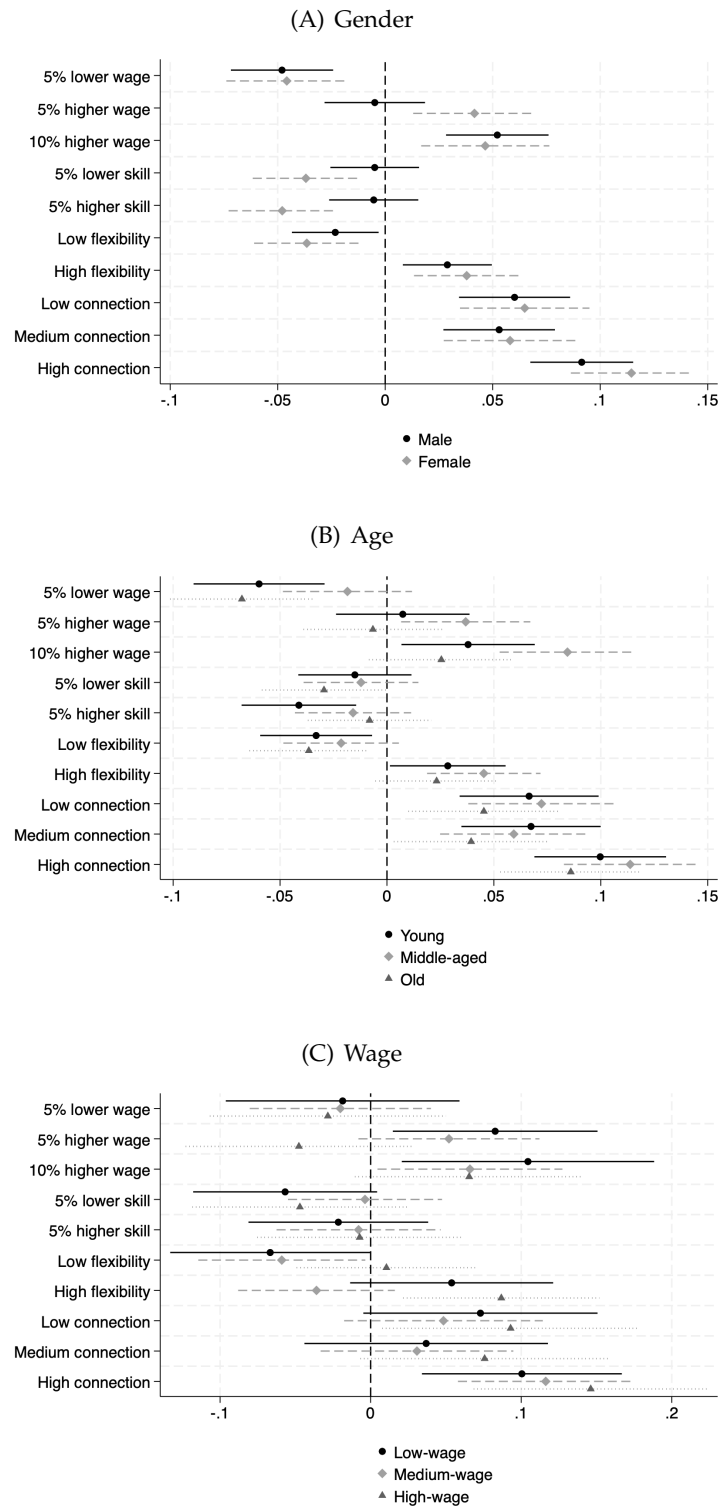 (A) Gender
5% lower wage
5% higher wage
10% higher wage
5% lower skill
5% higher skill
Low flexibility
High flexibility
Low connection
Medium connection
High connection
-.1 -.05 0 .05 .1 .15
Male
Female
(B) Age
5% lower wage
5% higher wage
10% higher wage
5% lower skill
5% higher skill
Low flexibility
High flexibility
Low connection
Medium connection
High connection
-.1 -.05 0 .05 .1 .15
Young
Middle-aged
Old
(C) Wage
5% lower wage
5% higher wage
10% higher wage
5% lower skill
5% higher skill
Low flexibility
High flexibility
Low connection
Medium connection
High connection
-.1 0 .1 .2
Low-wage
Medium-wage
High-wage